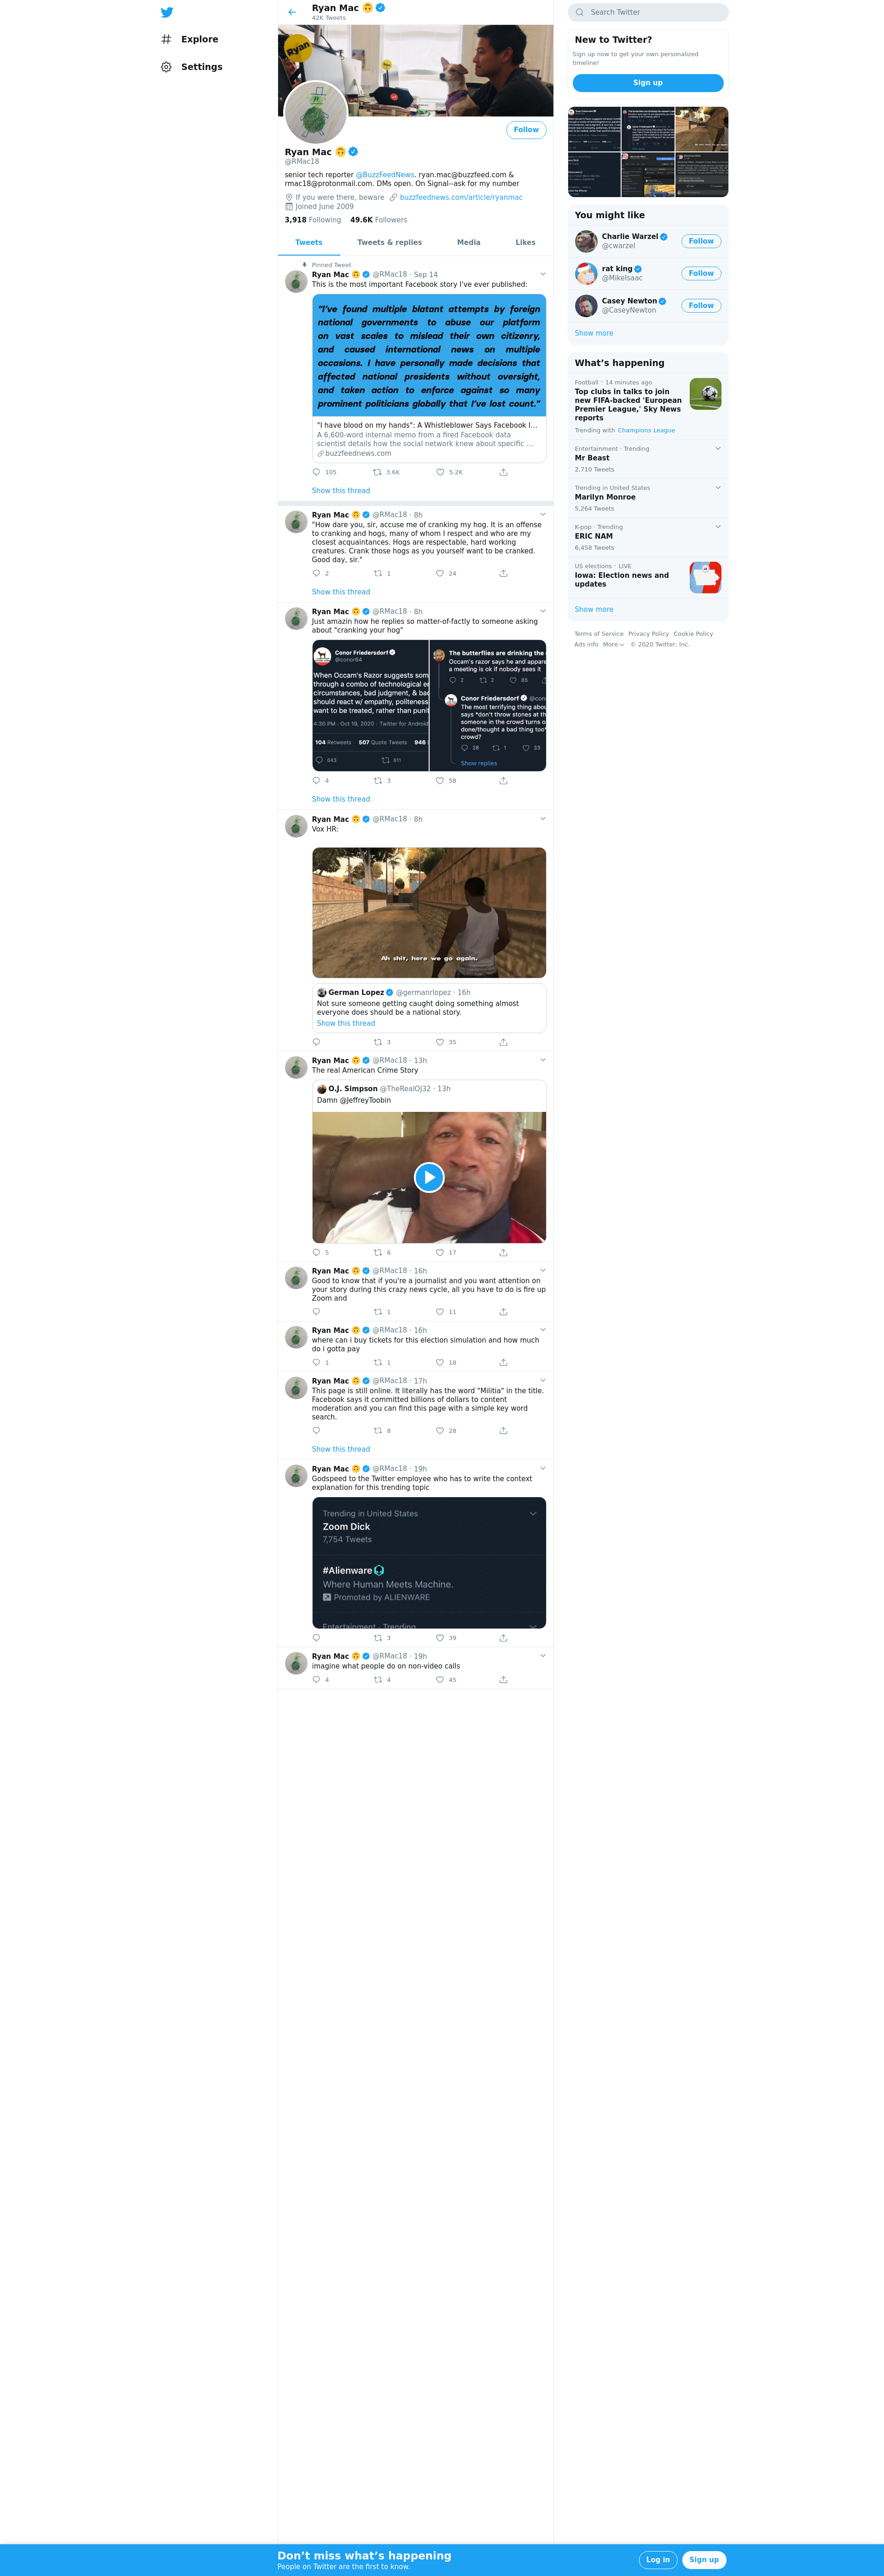 Explore
Settings
Ryan Mac
42K Tweets
Ryan
Follow
Ryan Mac
@RMac18
senior tech reporter @BuzzFeedNews. ryan.mac@buzzfeed.com &
rmac18@protonmail.com. DMs open. On Signal--ask for my number
If you were there, beware buzzfeednews.com/article/ryanmac
Joined June 2009
3,918 Following 49.6K Followers
Tweets Tweets & replies Media Likes
Pinned Tweet
Ryan Mac @RMac18 · Sep 14
This is the most important Facebook story I've ever published:
"I've found multiple blatant attempts by foreign
national governments to abuse our platform
on vast scales to mislead their own citizenry,
and caused international news on multiple
occasions. I have personally made decisions that
affected national presidents without oversight,
and taken action to enforce against so many
prominent politicians globally that I've lost count."
"I have blood on my hands": A Whistleblower Says Facebook I...
A 6,600-word internal memo from a fired Facebook data
scientist details how the social network knew about specific ...
buzzfeednews.com
105 3.6K 5.2K
Show this thread
Ryan Mac @RMac18 · 8h
"How dare you, sir, accuse me of cranking my hog. It is an offense
to cranking and hogs, many of whom I respect and who are my
closest acquaintances. Hogs are respectable, hard working
creatures. Crank those hogs as you yourself want to be cranked.
Good day, sir."
2 1 24
Show this thread
Ryan Mac @RMac18 · 8h
Just amazin how he replies so matter-of-factly to someone asking
about "cranking your hog"
Conor Friedersdorf
@conor64
When Occam's Razor suggests som
through a combo of technological er
circumstances, bad judgment, & bad
should react w/ empathy, politeness
want to be treated, rather than punit
4:30 PM · Oct 19, 2020 · Twitter for Android
104 Retweets 507 Quote Tweets 946
643 611
The butterflies are drinking the
Occam's razor says he and appare
a meeting is ok if nobody sees it
2 2 85
Conor Friedersdorf @con
The most terrifying thing abou
says *don't throw stones at th
someone in the crowd turns o
done/thought a bad thing too*
crowd?
28 1 33
Show replies
4 3 58
Show this thread
Ryan Mac @RMac18 · 8h
Vox HR:
Ah shit, here we go again.
German Lopez @germanrlopez · 16h
Not sure someone getting caught doing something almost
everyone does should be a national story.
Show this thread
3 35
Ryan Mac @RMac18 · 13h
The real American Crime Story
O.J. Simpson @TheRealOJ32 · 13h
Damn @JeffreyToobin
5 6 17
Ryan Mac @RMac18 · 16h
Good to know that if you're a journalist and you want attention on
your story during this crazy news cycle, all you have to do is fire up
Zoom and
1 11
Ryan Mac @RMac18 · 16h
where can i buy tickets for this election simulation and how much
do i gotta pay
1 1 18
Ryan Mac @RMac18 · 17h
This page is still online. It literally has the word "Militia" in the title.
Facebook says it committed billions of dollars to content
moderation and you can find this page with a simple key word
search.
8 28
Show this thread
Ryan Mac @RMac18 · 19h
Godspeed to the Twitter employee who has to write the context
explanation for this trending topic
Trending in United States
Zoom Dick
7,754 Tweets
#Alienware
Where Human Meets Machine.
Promoted by ALIENWARE
Entertainment · Trending
3 39
Ryan Mac @RMac18 · 19h
imagine what people do on non-video calls
4 4 45
Search Twitter
New to Twitter?
Sign up now to get your own personalized
timeline!
Sign up
You might like
Charlie Warzel
@cwarzel
Follow
rat king
@MikeIsaac
Follow
Casey Newton
@CaseyNewton
Follow
Show more
What's happening
Football · 14 minutes ago
Top clubs in talks to join
new FIFA-backed 'European
Premier League,' Sky News
reports
Trending with Champions League
Entertainment · Trending
Mr Beast
2,710 Tweets
Trending in United States
Marilyn Monroe
5,264 Tweets
K-pop · Trending
ERIC NAM
6,458 Tweets
US elections · LIVE
Iowa: Election news and
updates
Show more
Terms of Service Privacy Policy Cookie Policy
Ads info More © 2020 Twitter, Inc.
Don't miss what's happening
People on Twitter are the first to know.
Log in
Sign up